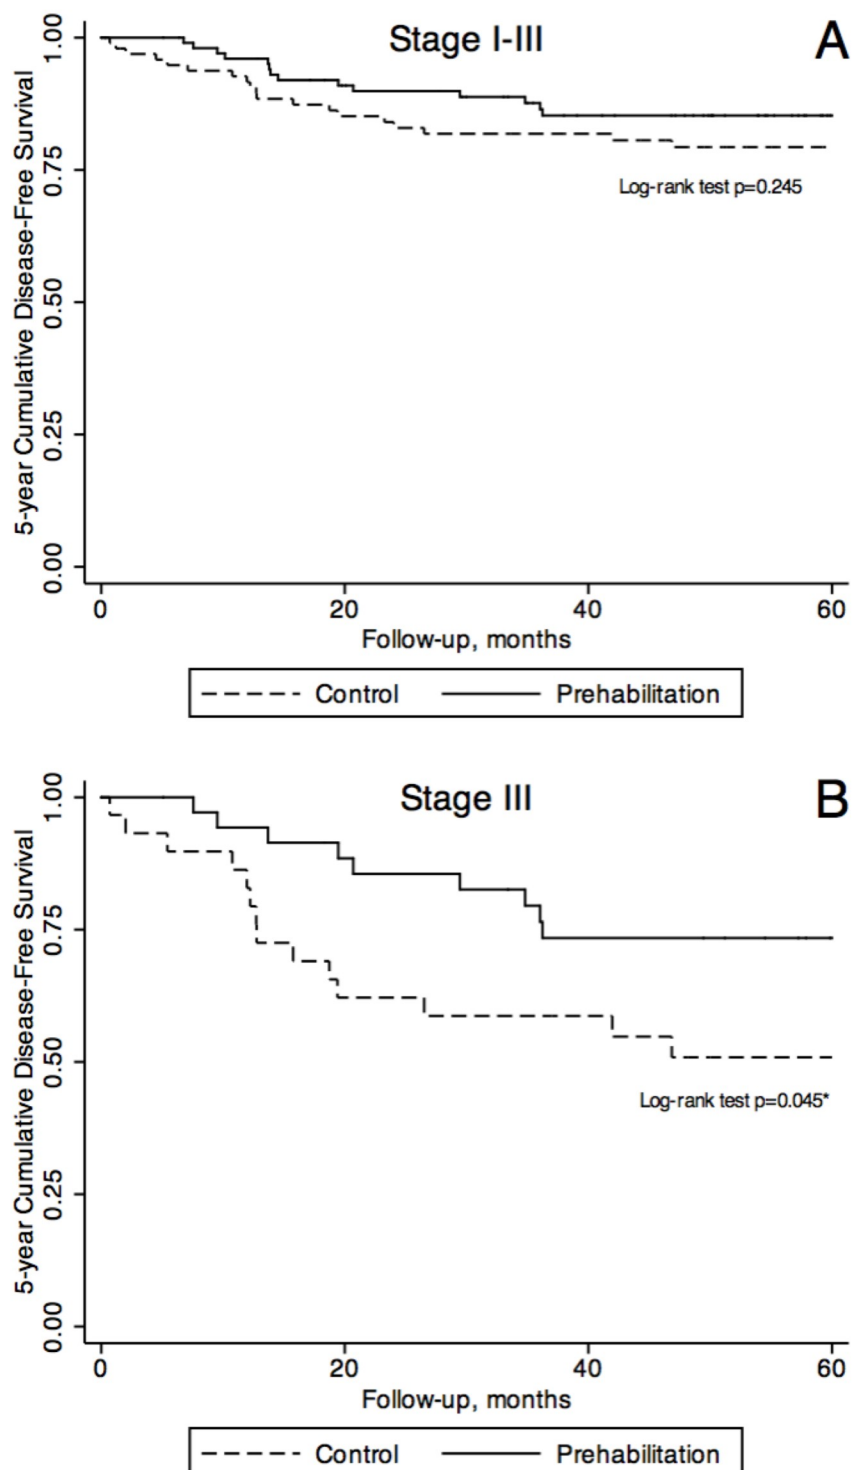 Stage I-III
A
5-year Cumulative Disease-Free Survival
1.00
0.75
0.50
0.25
0.00
Log-rank test p=0.245
0 20 40 60
Follow-up, months
Control Prehabilitation
Stage III
B
5-year Cumulative Disease-Free Survival
1.00
0.75
0.50
0.25
0.00
Log-rank test p=0.045*
0 20 40 60
Follow-up, months
Control Prehabilitation